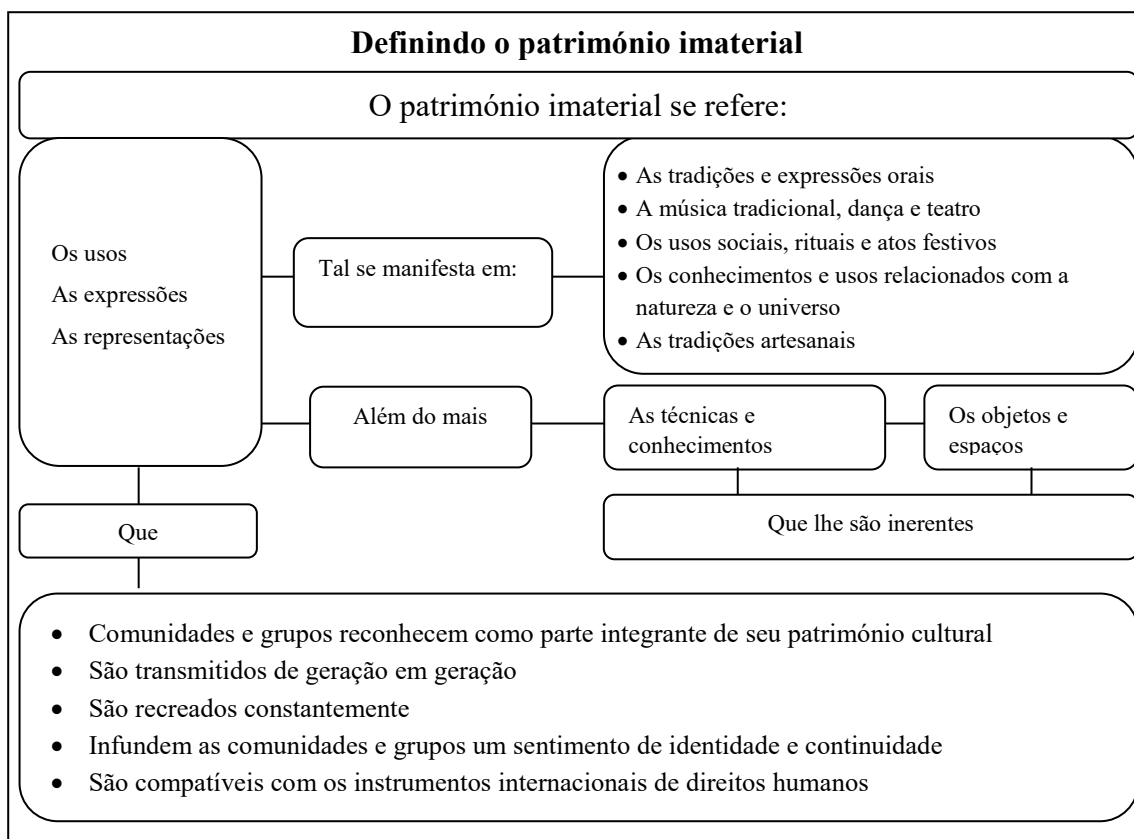 Definindo o património imaterial
O património imaterial se refere:
Os usos
As expressões
As representações
Tal se manifesta em:
• As tradições e expressões orais
• A música tradicional, dança e teatro
• Os usos sociais, rituais e atos festivos
• Os conhecimentos e usos relacionados com a
natureza e o universo
• As tradições artesanais
Além do mais
As técnicas e
conhecimentos
Os objetos e
espaços
Que lhe são inerentes
Que
• Comunidades e grupos reconhecem como parte integrante de seu património cultural
• São transmitidos de geração em geração
• São recreados constantemente
• Infundem as comunidades e grupos um sentimento de identidade e continuidade
• São compatíveis com os instrumentos internacionais de direitos humanos